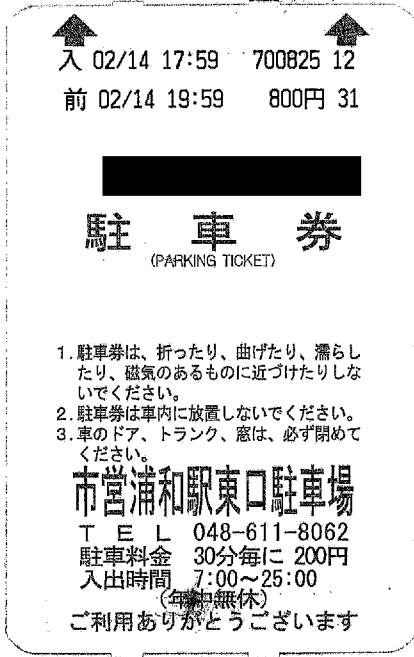 入 02/14 17:59 700825 12
前 02/14 19:59 800円 31
駐車券
(PARKING TICKET)
1.駐車券は、折ったり、曲げたり、濡らし
たり、磁気のあるものに近づけたりしな
いでください。
2.駐車券は車内に放置しないでください。
3.車のドア、トランク、窓は、必ず閉めて
ください。
市営浦和駅東口駐車場
TEL 048-611-8062
駐車料金 30分毎に 200円
入出時間 7:00~25:00
(年中無休)
ご利用ありがとうございます